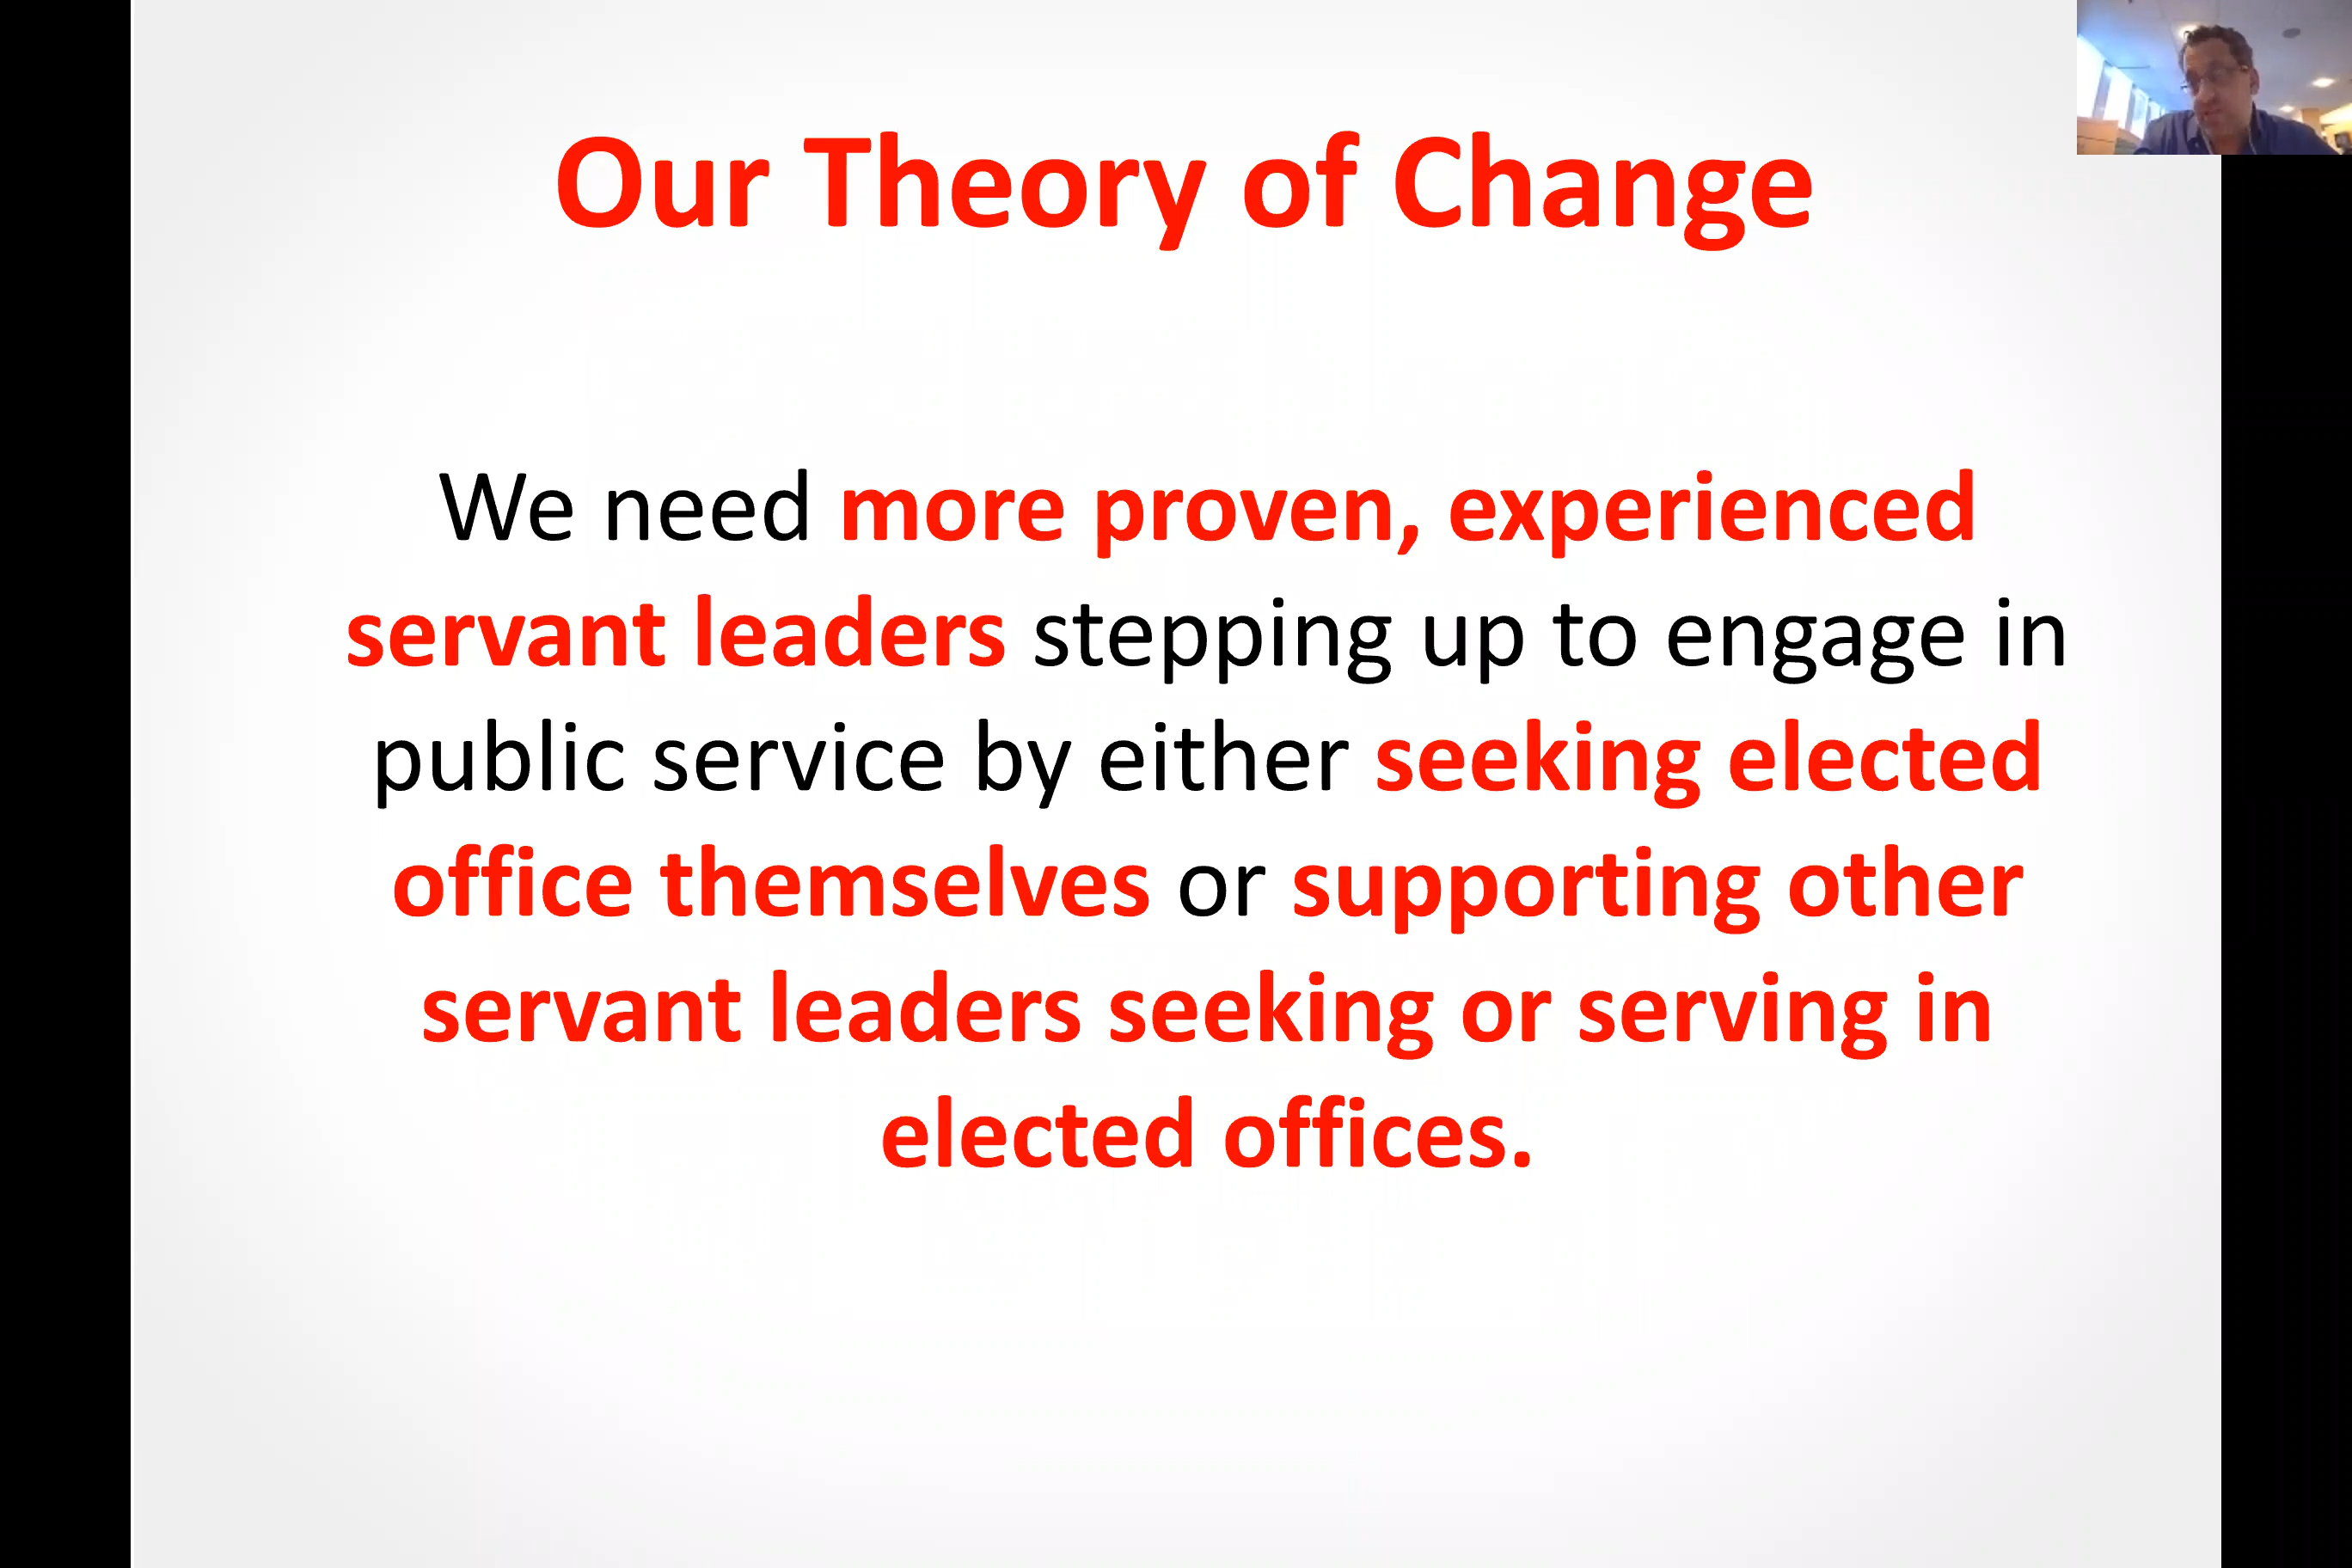 Our Theory of Change
We need more proven, experienced
servant leaders stepping up to engage in
public service by either seeking elected
office themselves or supporting other
servant leaders seeking or serving in
elected offices.